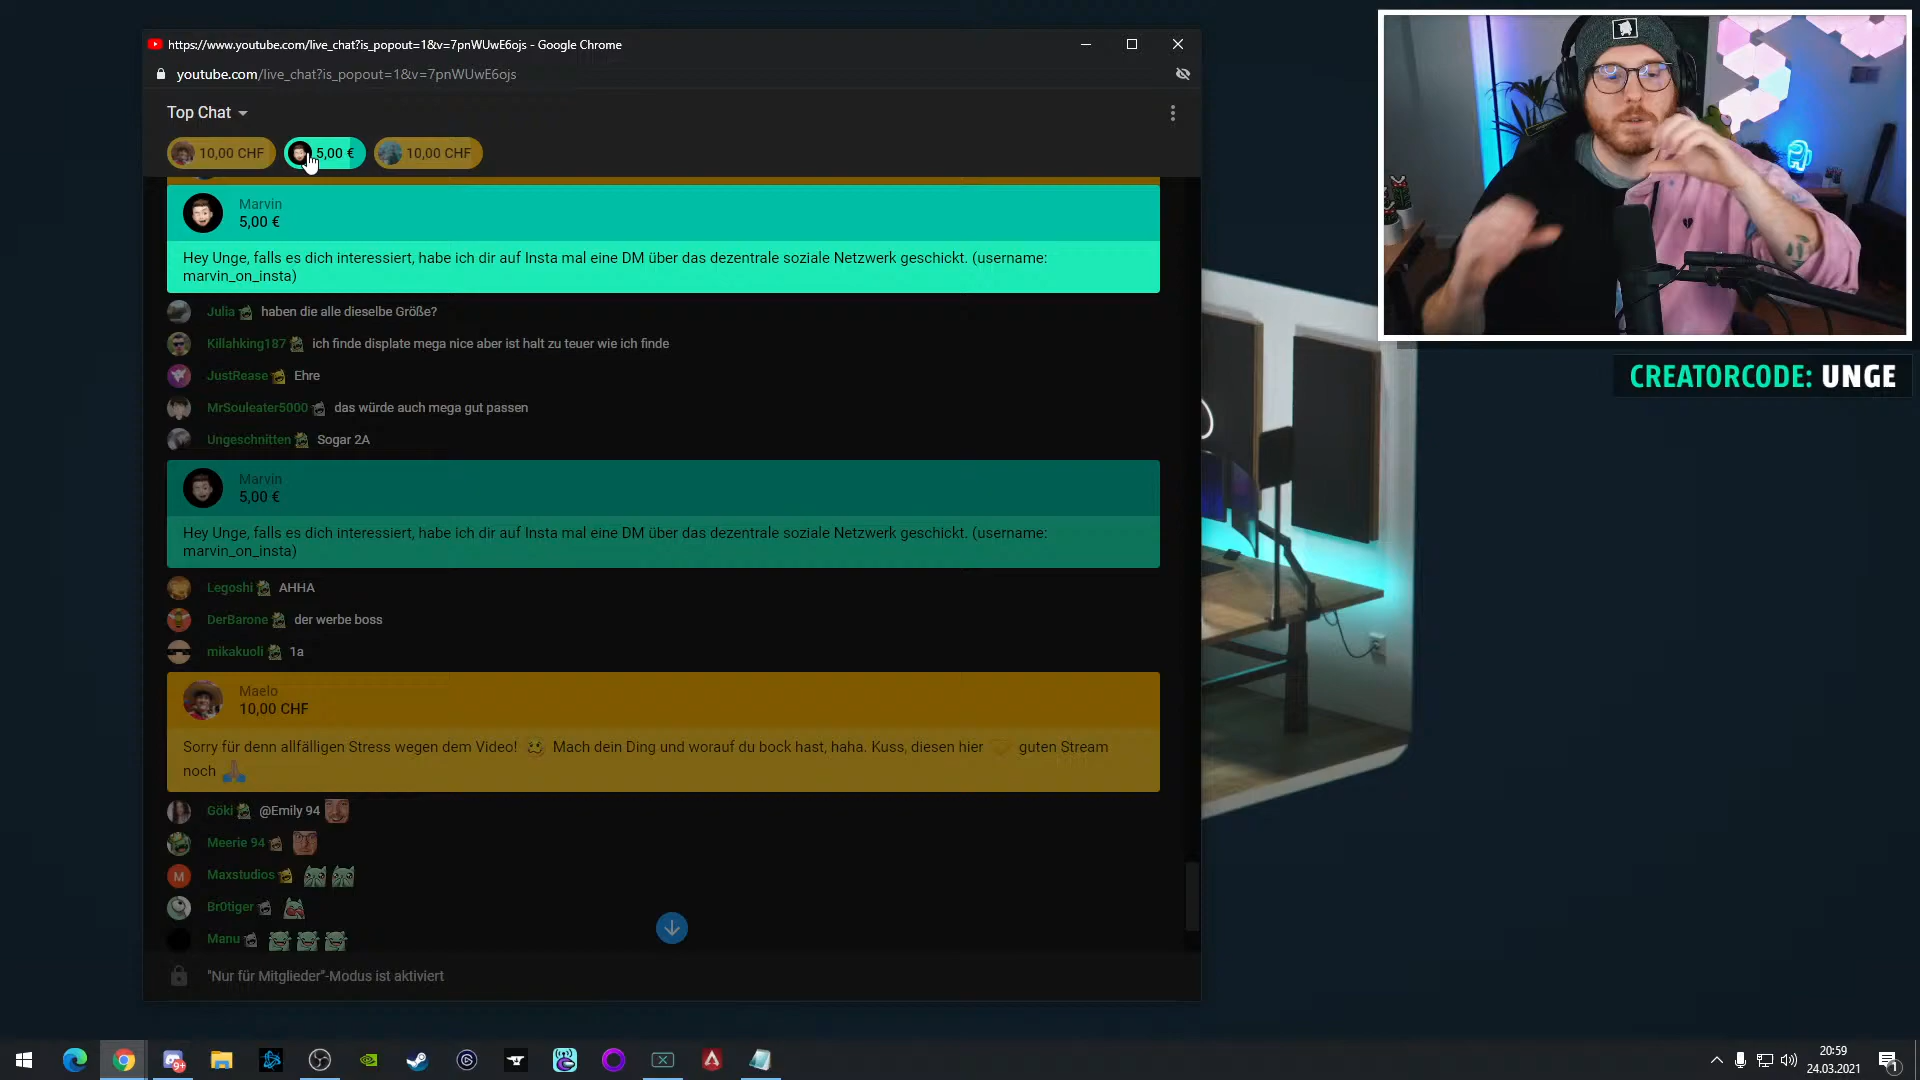 https://www.youtube.com/live_chat?is_popout=1&v=7pnWUwE6ojs - Google Chrome
youtube.com/live_chat?is_popout=1&v=7pnWUwE6ojs
Top Chat
10,00 CHF 5,00 € 10,00 CHF
Marvin
5,00 €
Hey Unge, falls es dich interessiert, habe ich dir auf Insta mal eine DM über das dezentrale soziale Netzwerk geschickt. (username:
marvin_on_insta)
Julia haben die alle dieselbe Größe?
Killahking187 ich finde displate mega nice aber ist halt zu teuer wie ich finde
JustRease Ehre
MrSouleater5000 das würde auch mega gut passen
Ungeschnitten Sogar 2A
Marvin
5,00 €
Hey Unge, falls es dich interessiert, habe ich dir auf Insta mal eine DM über das dezentrale soziale Netzwerk geschickt. (username:
marvin_on_insta)
Legoshi AHHA
DerBarone der werbe boss
mikakuoli 1a
Maelo
10,00 CHF
Sorry für denn allfälligen Stress wegen dem Video! Mach dein Ding und worauf du bock hast, haha. Kuss, diesen hier guten Stream
noch
Göki @Emily 94
Meerie 94
M Maxstudios
Br0tiger
Manu
"Nur für Mitglieder"-Modus ist aktiviert
CREATORCODE: UNGE
9+
20:59
24.03.2021
1